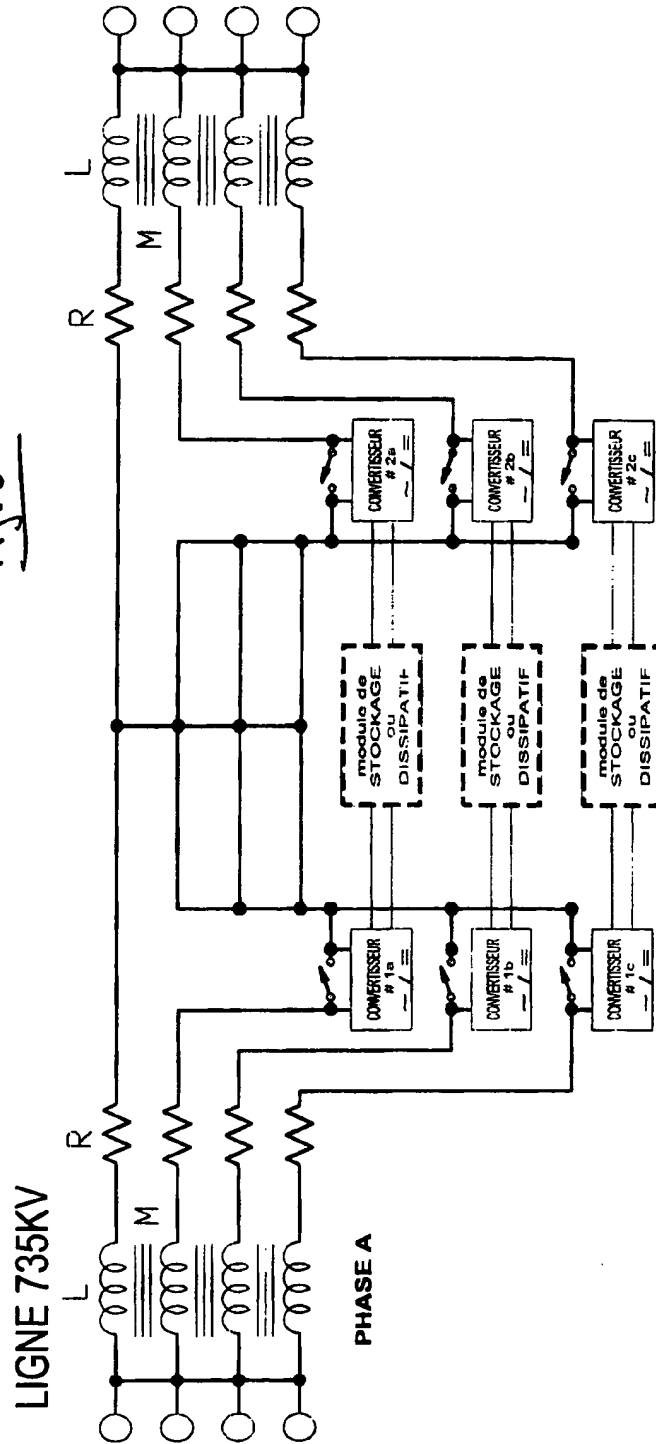 LIGNE 735KV
L
L
R
M
R
M
PHASE A
CONVERTISSEUR
# 1a
~/=
module de
STOCKAGE
ou
DISSIPATIF
CONVERTISSEUR
# 2a
~/=
CONVERTISSEUR
# 1b
~/=
module de
STOCKAGE
ou
DISSIPATIF
CONVERTISSEUR
# 2b
~/=
CONVERTISSEUR
# 1c
~/=
module de
STOCKAGE
ou
DISSIPATIF
CONVERTISSEUR
# 2c
~/=